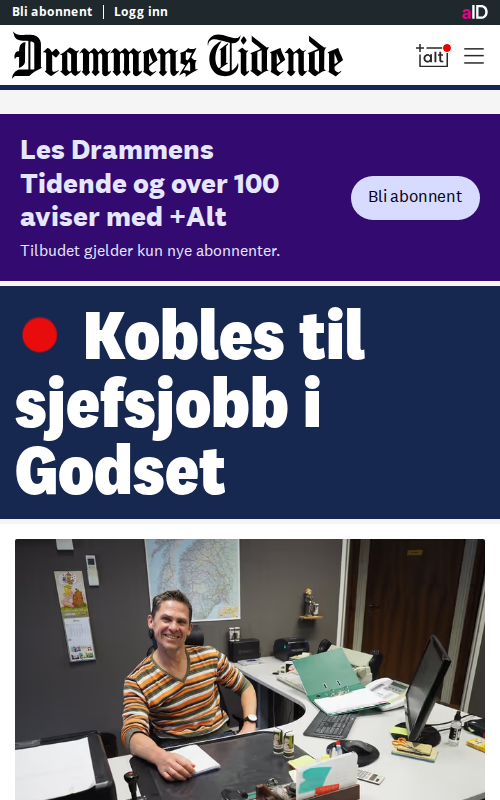 Bli abonnent
Logg inn
aID
Drammens Tidende
+alt
Les Drammens
Tidende og over 100
aviser med +Alt
Bli abonnent
Tilbudet gjelder kun nye abonnenter.
Kobles til
sjefsjobb i
Godset